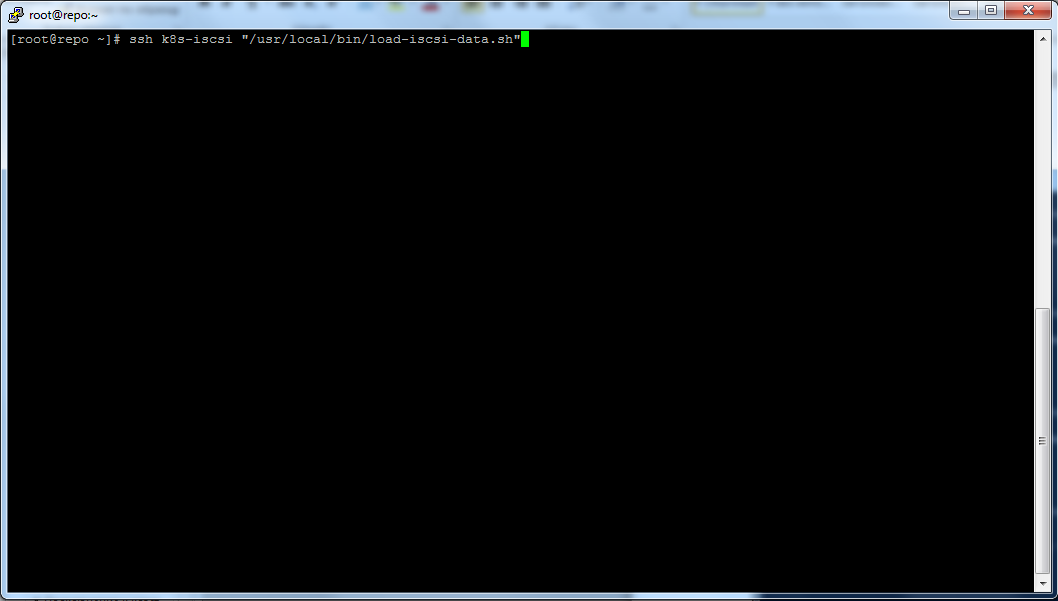 root@repo:~
[root@repo ~]# ssh k8s-iscsi "/usr/local/bin/load-iscsi-data.sh"